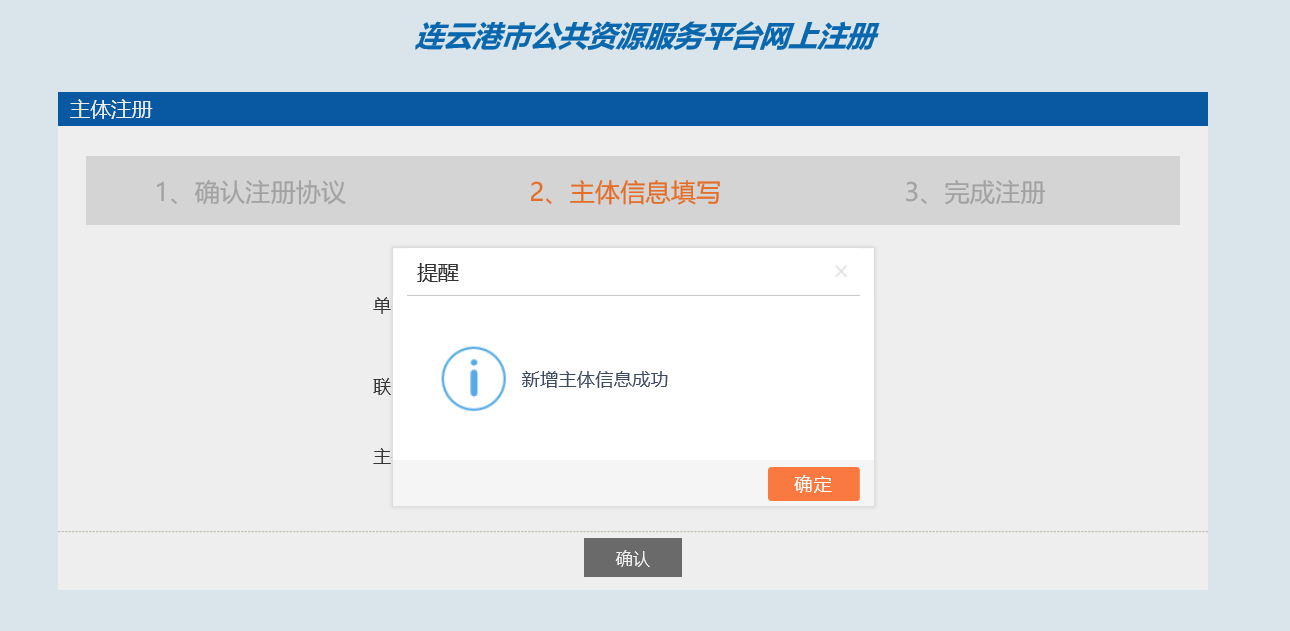 连云港市公共资源服务平台网上注册
主体注册
1、确认注册协议
2、主体信息填写
3、完成注册
提醒
单
联
主
新增主体信息成功
确定
确认